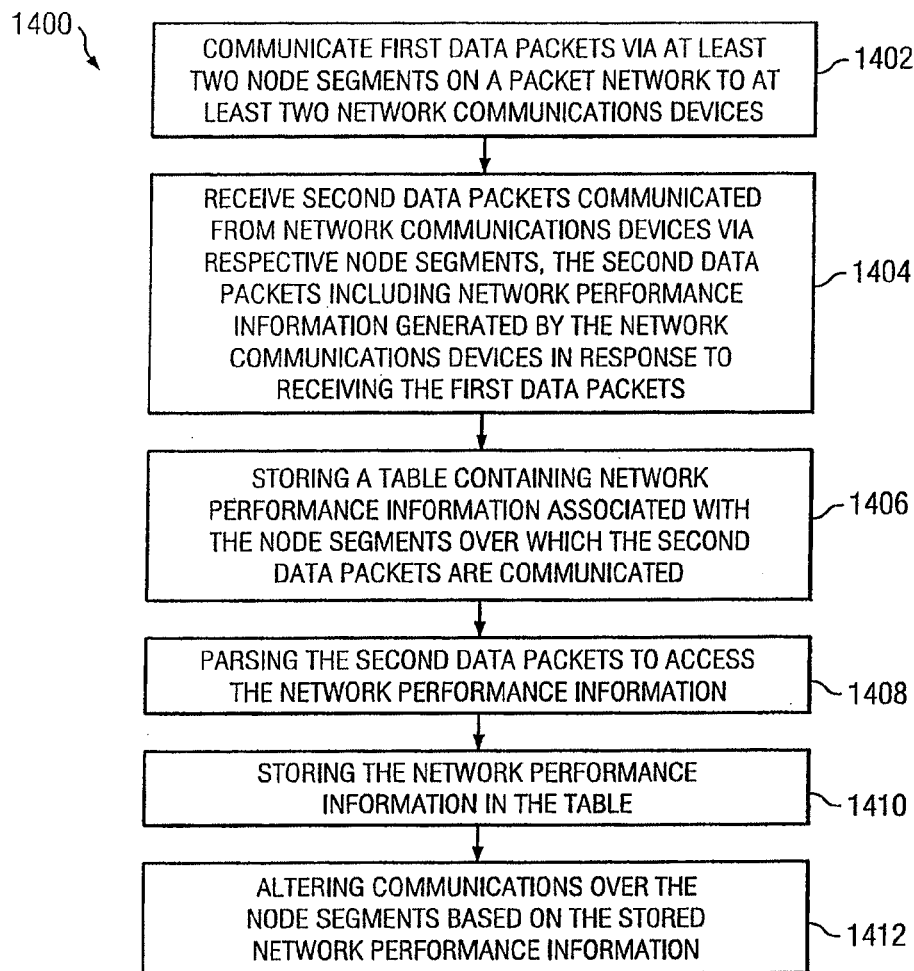 1400
COMMUNICATE FIRST DATA PACKETS VIA AT LEAST
TWO NODE SEGMENTS ON A PACKET NETWORK TO AT
LEAST TWO NETWORK COMMUNICATIONS DEVICES
1402
RECEIVE SECOND DATA PACKETS COMMUNICATED
FROM NETWORK COMMUNICATIONS DEVICES VIA
RESPECTIVE NODE SEGMENTS, THE SECOND DATA
PACKETS INCLUDING NETWORK PERFORMANCE
INFORMATION GENERATED BY THE NETWORK
COMMUNICATIONS DEVICES IN RESPONSE TO
RECEIVING THE FIRST DATA PACKETS
1404
STORING A TABLE CONTAINING NETWORK
PERFORMANCE INFORMATION ASSOCIATED WITH
THE NODE SEGMENTS OVER WHICH THE SECOND
DATA PACKETS ARE COMMUNICATED
1406
PARSING THE SECOND DATA PACKETS TO ACCESS
THE NETWORK PERFORMANCE INFORMATION
1408
STORING THE NETWORK PERFORMANCE
INFORMATION IN THE TABLE
1410
ALTERING COMMUNICATIONS OVER THE
NODE SEGMENTS BASED ON THE STORED
NETWORK PERFORMANCE INFORMATION
1412